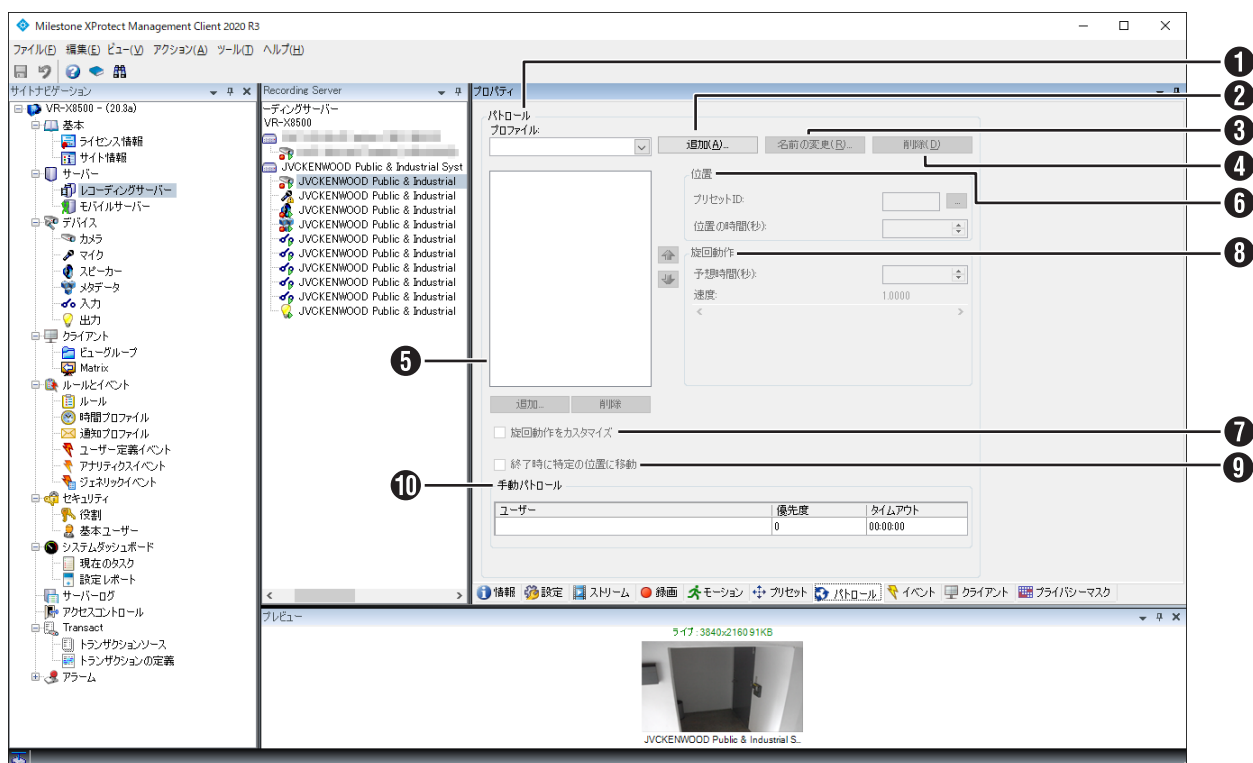 Milestone XProtect Management Client 2020 R3
ファイル(F) 編集(E) ビュー(V) アクション(A) ツール(T) ヘルプ(H)
サイトナビゲーション
VR-X8500 - (20.3a)
基本
ライセンス情報
サイト情報
サーバー
レコーディングサーバー
モバイルサーバー
デバイス
カメラ
マイク
スピーカー
メタデータ
入力
出力
クライアント
ビューグループ
Matrix
ルールとイベント
ルール
時間プロファイル
通知プロファイル
ユーザー定義イベント
アナリティクスイベント
ジェネリックイベント
セキュリティ
役割
基本ユーザー
システムダッシュボード
現在のタスク
設定レポート
サーバーログ
アクセスコントロール
Transact
トランザクションソース
トランザクションの定義
アラーム
Recording Server
ーディングサーバー
VR-X8500
JVCKENWOOD Public & Industrial Syst
JVCKENWOOD Public & Industrial
JVCKENWOOD Public & Industrial
JVCKENWOOD Public & Industrial
JVCKENWOOD Public & Industrial
JVCKENWOOD Public & Industrial
JVCKENWOOD Public & Industrial
JVCKENWOOD Public & Industrial
JVCKENWOOD Public & Industrial
JVCKENWOOD Public & Industrial
JVCKENWOOD Public & Industrial
プロパティ
パトロール
プロファイル:
追加(A)... 名前の変更(R)... 削除(D)
位置
プリセットID:
...
位置の時間(秒):
旋回動作
予想時間(秒):
速度: 1.0000
追加... 削除
旋回動作をカスタマイズ
終了時に特定の位置に移動
手動パトロール
ユーザー 優先度 タイムアウト
0 00:00:00
情報 設定 ストリーム 録画 モーション プリセット パトロール イベント クライアント プライバシーマスク
プレビュー
ライブ: 3840x2160 91KB
JVCKENWOOD Public & Industrial S...
1
2
3
4
6
8
5
7
9
10